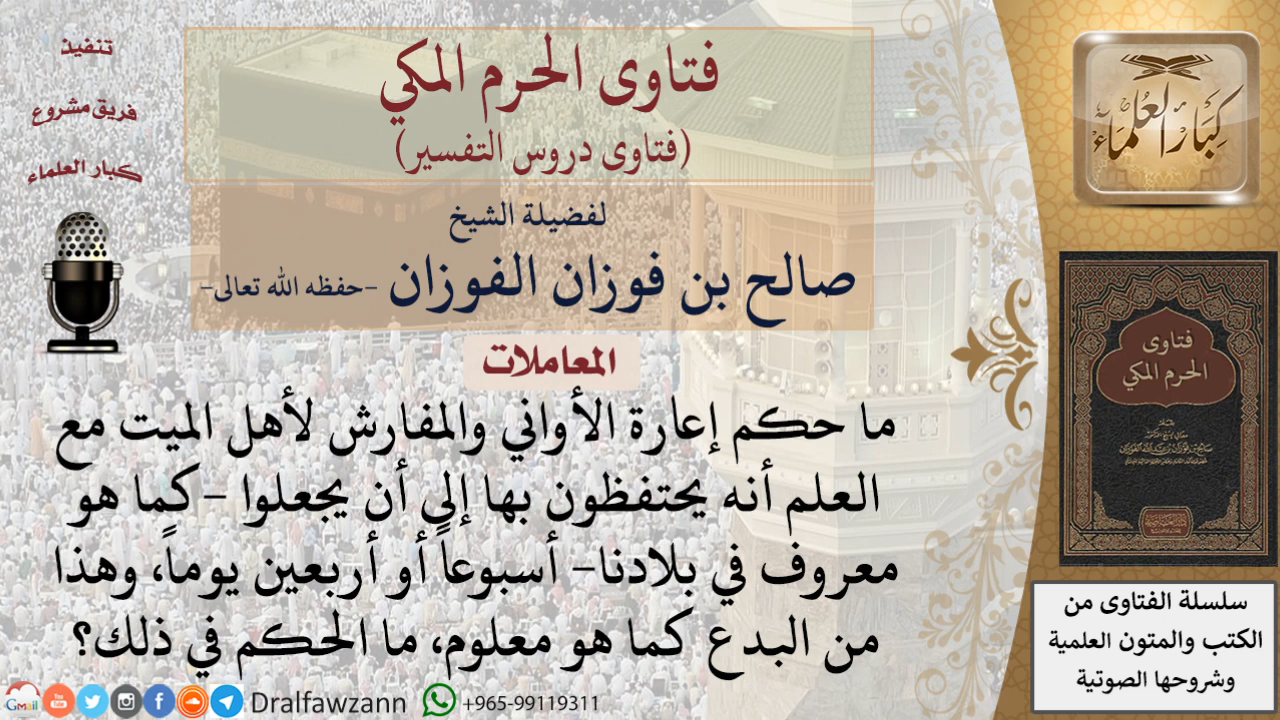 تنفيذ
فريق مشروع
كبار العلماء
فتاوى الحرم المكي
(فتاوى دروس التفسير)
لفضيلة الشيخ
صالح بن فوزان الفوزان -حفظه الله تعالى-
المعاملات
ما حكم إعارة الأواني والمفارش لأهل الميت مع
العلم أنه يحتفظون بها إلى أن يجعلوا -كما هو
معروف في بلادنا- أسبوعاً أو أربعين يوماً، وهذا
من البدع كما هو معلوم، ما الحكم في ذلك؟
كبار العلماء
فتاوى
الحرم المكي
سلسلة الفتاوى من
الكتب والمتون العلمية
وشروحها الصوتية
Gmail
You Tube
Dralfawzann
+965-99119311